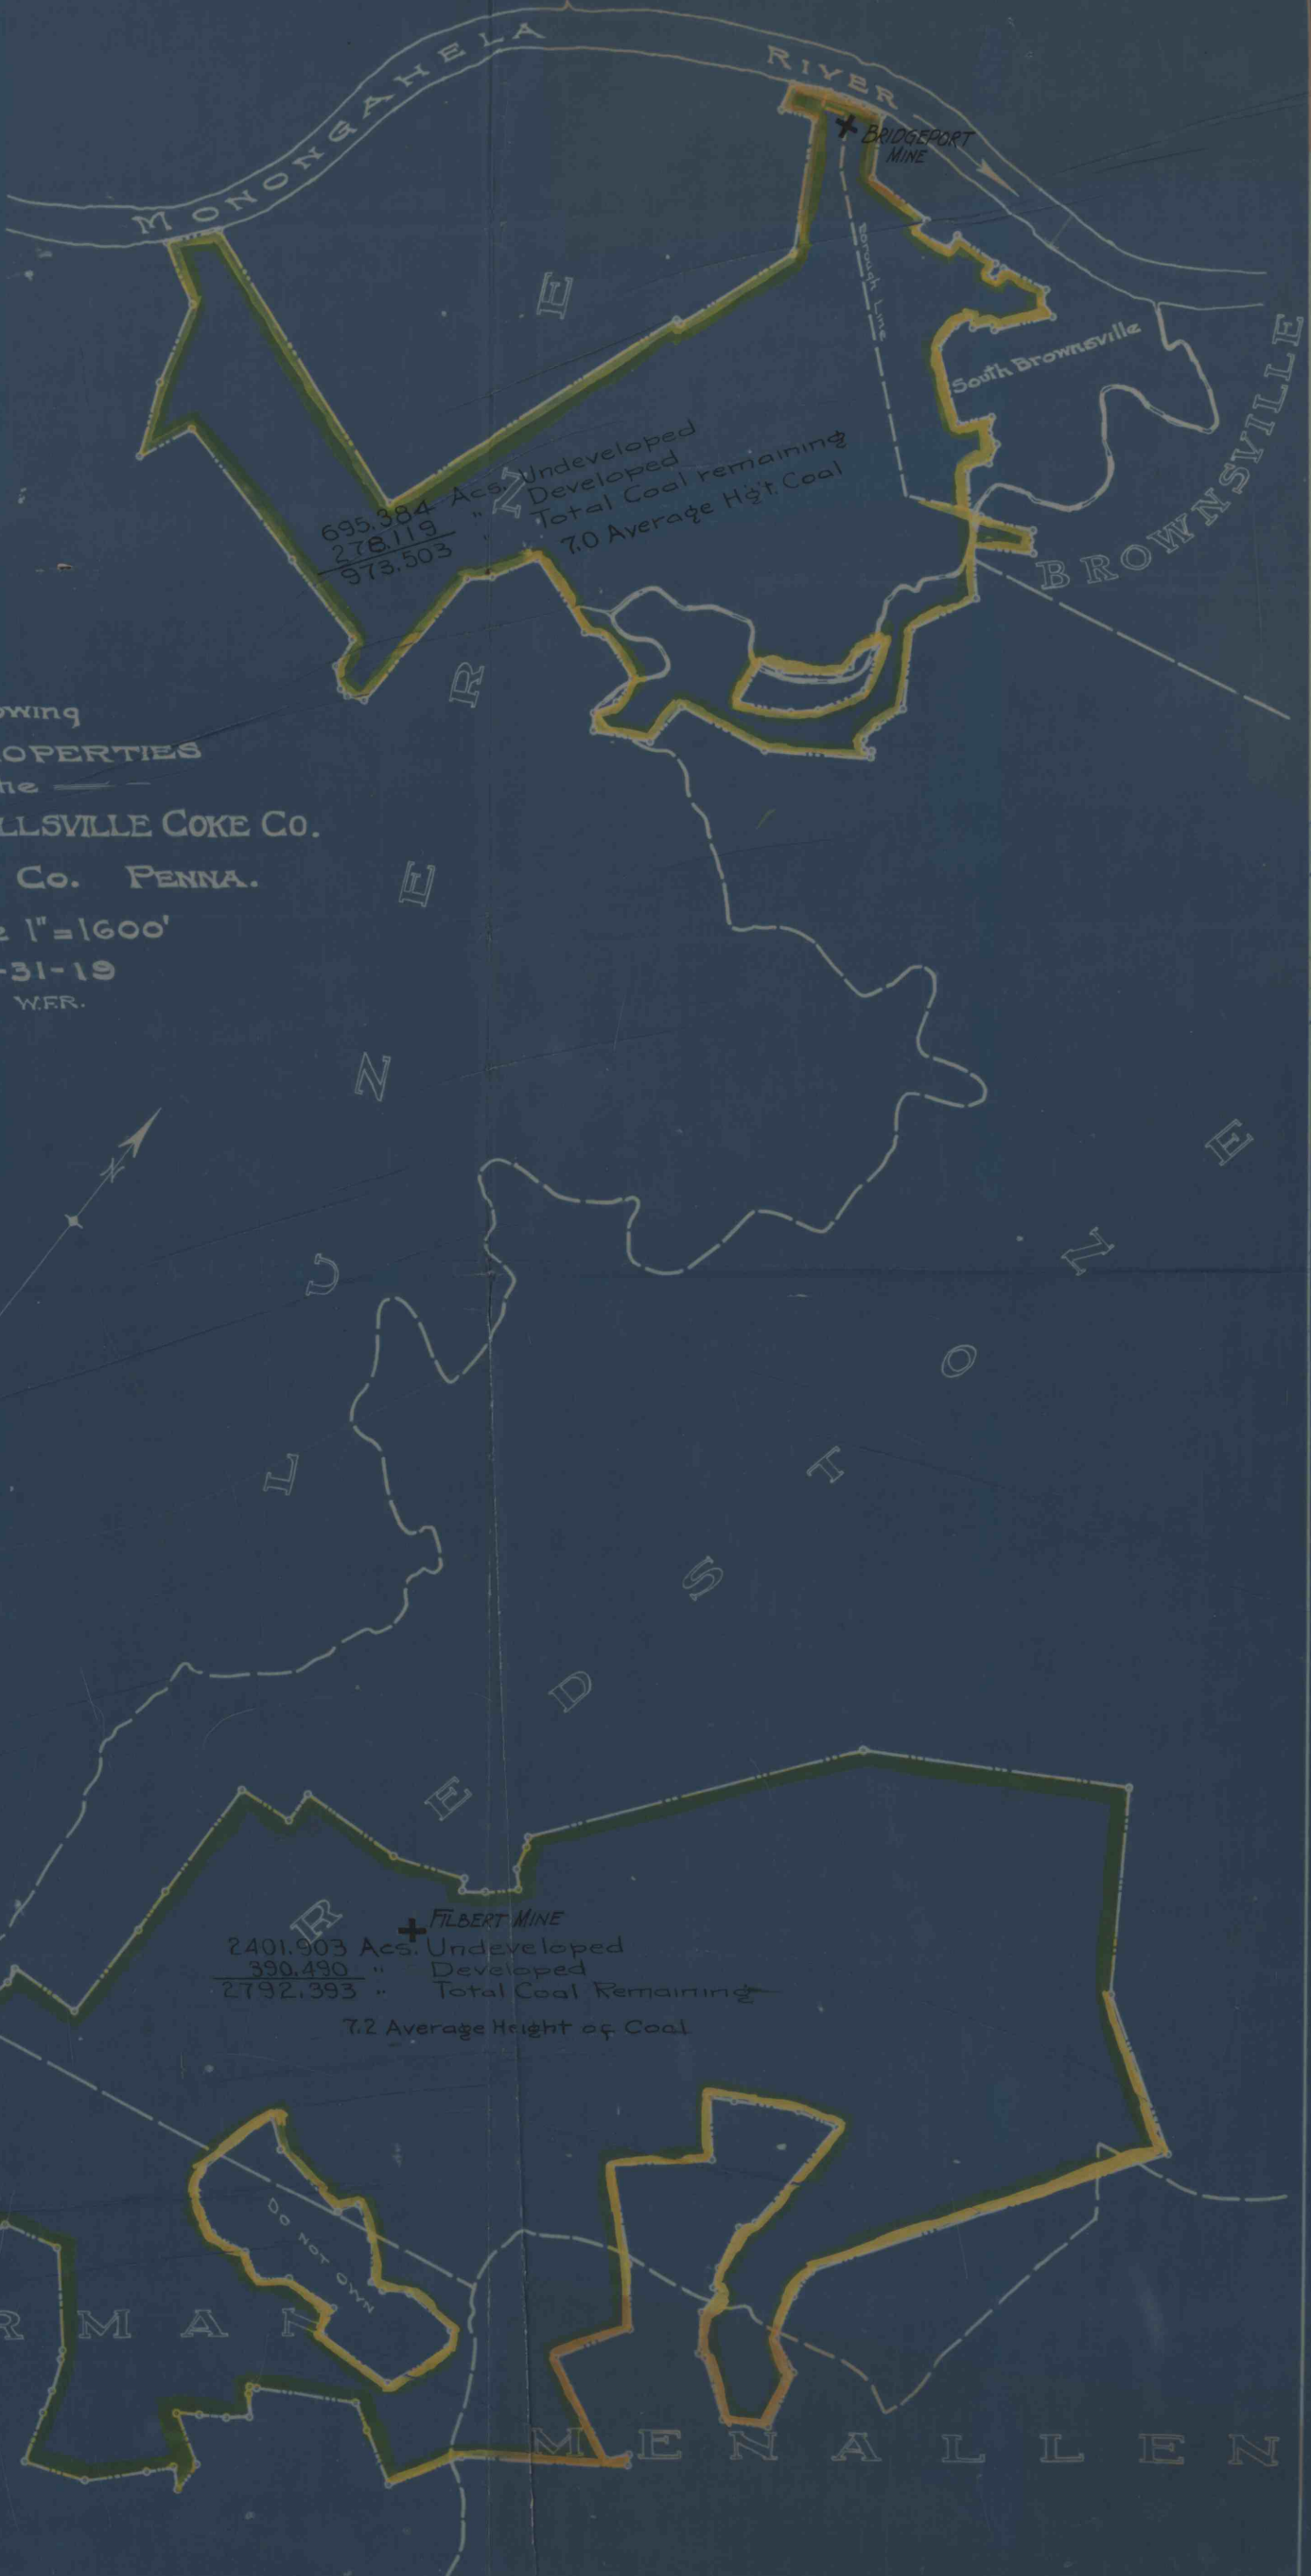 MONONGAHELA RIVER
BRIDGEPORT
MINE
Borough Line
South Brownsville
BROWNSVILLE
695.384 Acs. Undeveloped
278.119 " Developed
973.503 " Total Coal remaining
7.0 Average Hg't. Coal
LUZERNE
owing
OPERTIES
he
LLSVILLE COKE CO.
CO. PENNA.
1"=1600'
-31-19
W.F.R.
N
REDSTONE
FILBERT MINE
2401.903 Acs. Undeveloped
390.490 " Developed
2792.393 " Total Coal Remaining
7.2 Average Height of Coal
DO NOT OWN
RMAN
MENALLEN